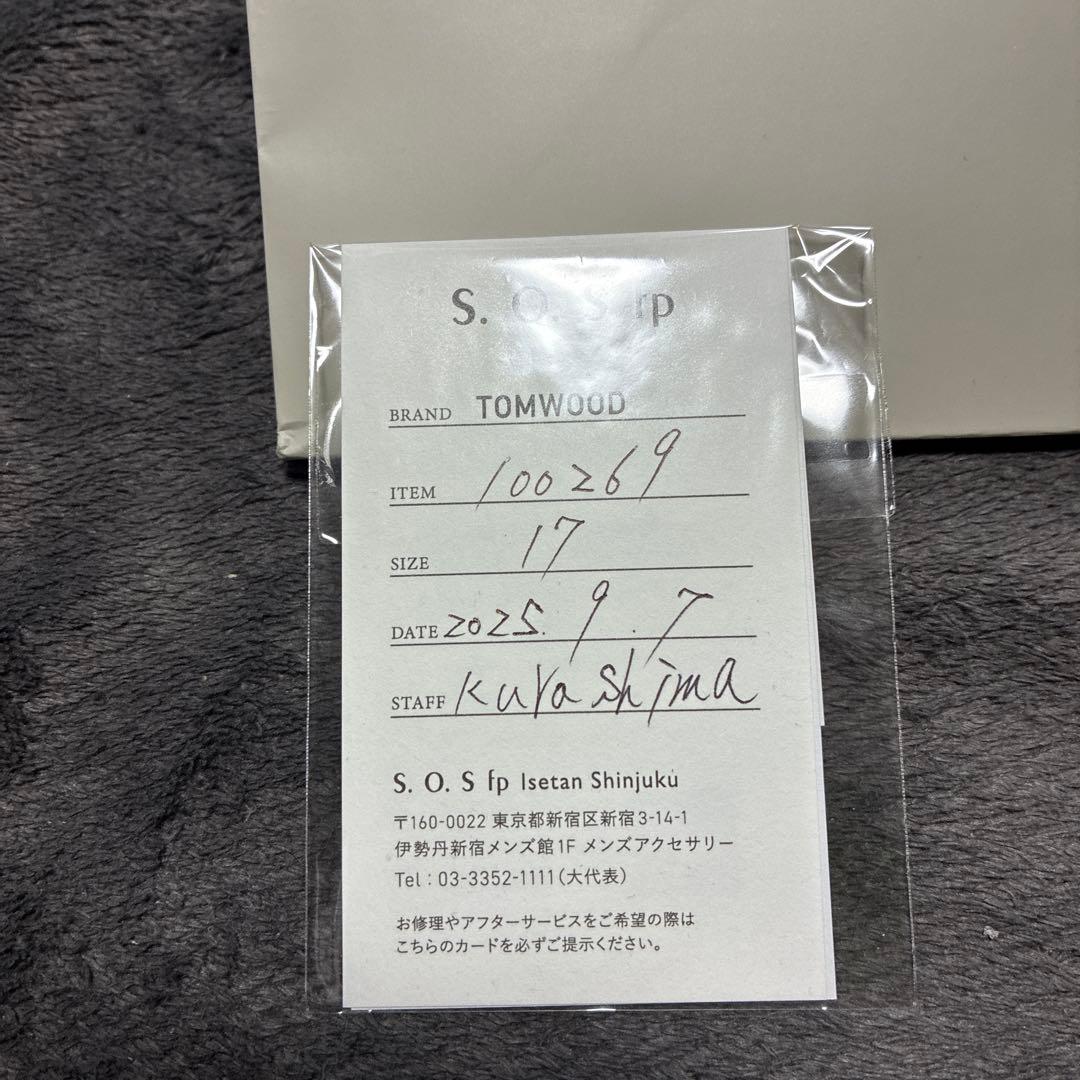 S. O. S fp
BRAND TOMWOOD
ITEM 100269
SIZE 17
DATE 2025. 9. 7
STAFF Kurashima
S. O. S fp Isetan Shinjuku
〒160-0022 東京都新宿区新宿3-14-1
伊勢丹新宿メンズ館1F メンズアクセサリー
Tel : 03-3352-1111(大代表)
お修理やアフターサービスをご希望の際は
こちらのカードを必ずご提示ください。